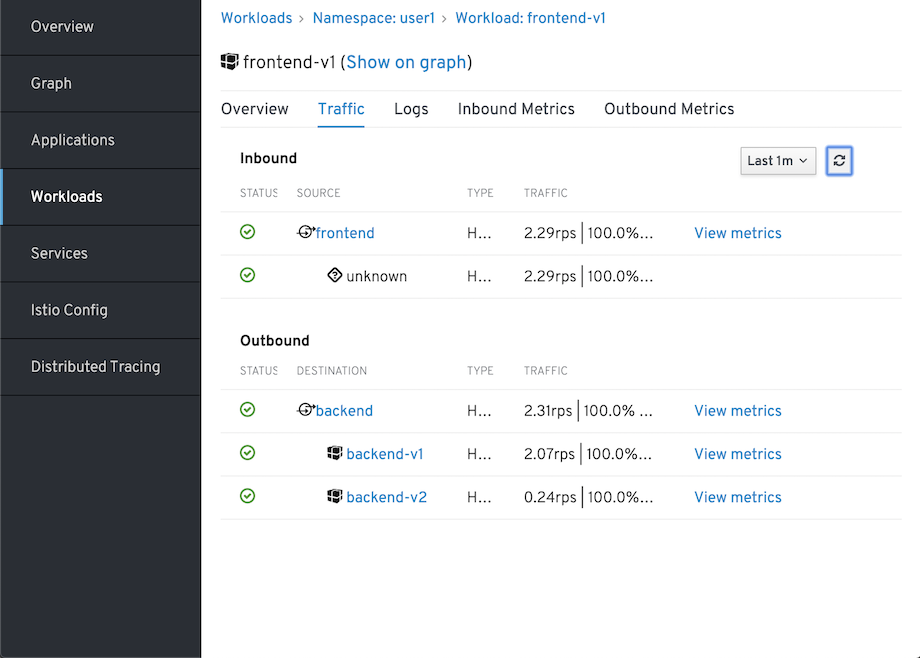 Overview
Graph
Applications
Workloads
Services
Istio Config
Distributed Tracing
Workloads › Namespace: user1 › Workload: frontend-v1
frontend-v1 (Show on graph)
Overview Traffic Logs Inbound Metrics Outbound Metrics
Inbound
Last 1m
STATUS SOURCE TYPE TRAFFIC
frontend H... 2.29rps | 100.0%... View metrics
unknown H... 2.29rps | 100.0%...
Outbound
STATUS DESTINATION TYPE TRAFFIC
backend H... 2.31rps | 100.0% ... View metrics
backend-v1 H... 2.07rps | 100.0%... View metrics
backend-v2 H... 0.24rps | 100.0%... View metrics